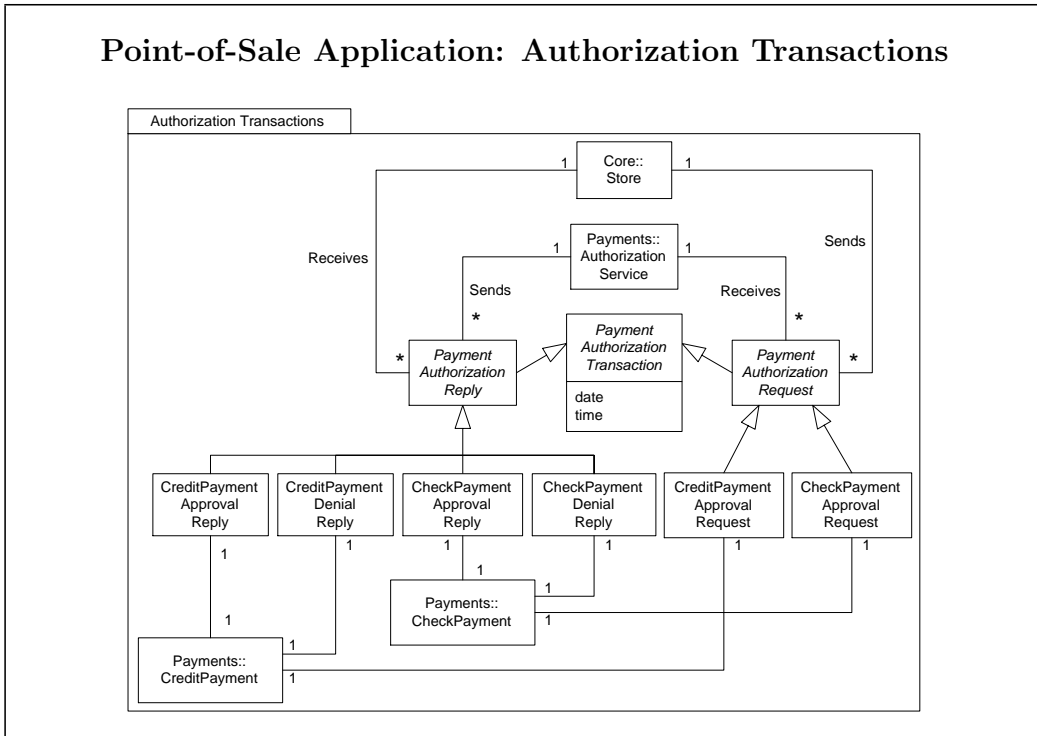 Point-of-Sale Application: Authorization Transactions
Authorization Transactions
1
Core::
Store
1
Receives
Sends
1
Payments::
Authorization
Service
1
Sends
*
Receives
*
*
Payment
Authorization
Reply
Payment
Authorization
Transaction
date
time
Payment
Authorization
Request
*
CreditPayment
Approval
Reply
CreditPayment
Denial
Reply
CheckPayment
Approval
Reply
CheckPayment
Denial
Reply
CreditPayment
Approval
Request
CheckPayment
Approval
Request
1
1
1
1
1
1
1
Payments::
CheckPayment
1
1
1
Payments::
CreditPayment
1
1